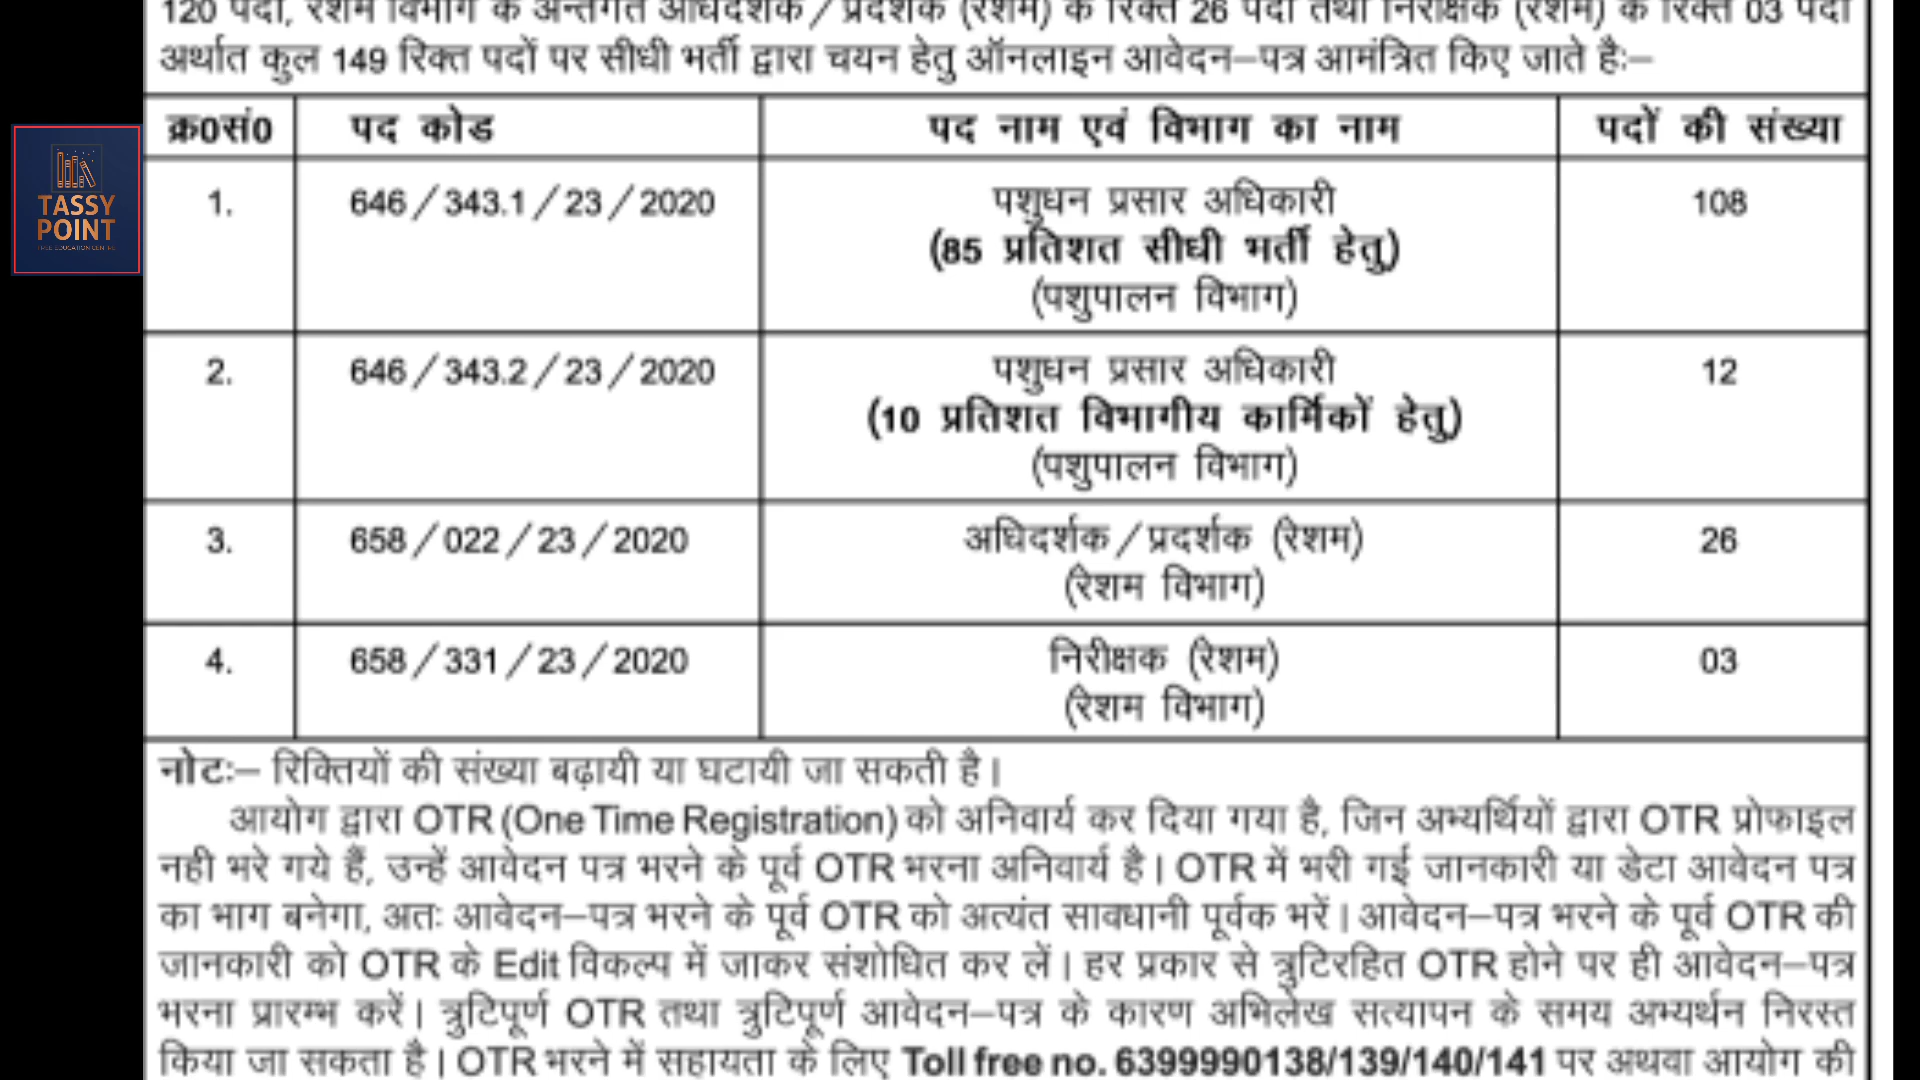 120 पदों, रेशम विभाग के अन्तर्गत अधिदर्शक/प्रदर्शक (रेशम) के रिक्त 26 पदों तथा निरीक्षक (रेशम) के रिक्त 03 पदों
अर्थात कुल 149 रिक्त पदों पर सीधी भर्ती द्वारा चयन हेतु ऑनलाइन आवेदन–पत्र आमंत्रित किए जाते हैः–
क्र0सं0 पद कोड पद नाम एवं विभाग का नाम पदों की संख्या
1. 646/343.1/23/2020 पशुधन प्रसार अधिकारी 108
(85 प्रतिशत सीधी भर्ती हेतु)
(पशुपालन विभाग)
2. 646/343.2/23/2020 पशुधन प्रसार अधिकारी 12
(10 प्रतिशत विभागीय कार्मिकों हेतु)
(पशुपालन विभाग)
3. 658/022/23/2020 अधिदर्शक/प्रदर्शक (रेशम) 26
(रेशम विभाग)
4. 658/331/23/2020 निरीक्षक (रेशम) 03
(रेशम विभाग)
नोटः– रिक्तियों की संख्या बढ़ायी या घटायी जा सकती है।
आयोग द्वारा OTR (One Time Registration) को अनिवार्य कर दिया गया है, जिन अभ्यर्थियों द्वारा OTR प्रोफाइल
नही भरे गये हैं, उन्हें आवेदन पत्र भरने के पूर्व OTR भरना अनिवार्य है। OTR में भरी गई जानकारी या डेटा आवेदन पत्र
का भाग बनेगा, अतः आवेदन–पत्र भरने के पूर्व OTR को अत्यंत सावधानी पूर्वक भरें। आवेदन–पत्र भरने के पूर्व OTR की
जानकारी को OTR के Edit विकल्प में जाकर संशोधित कर लें। हर प्रकार से त्रुटिरहित OTR होने पर ही आवेदन–पत्र
भरना प्रारम्भ करें। त्रुटिपूर्ण OTR तथा त्रुटिपूर्ण आवेदन–पत्र के कारण अभिलेख सत्यापन के समय अभ्यर्थन निरस्त
किया जा सकता है। OTR भरने में सहायता के लिए Toll free no. 6399990138/139/140/141 पर अथवा आयोग की
TASSY
POINT
FREE EDUCATION CENTRE